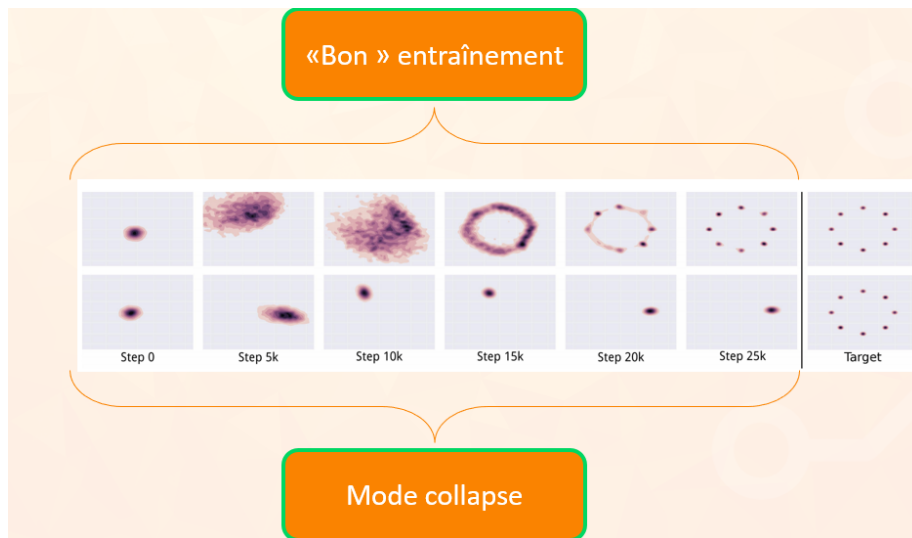 «Bon » entraînement
Step 0 Step 5k Step 10k Step 15k Step 20k Step 25k Target
Mode collapse